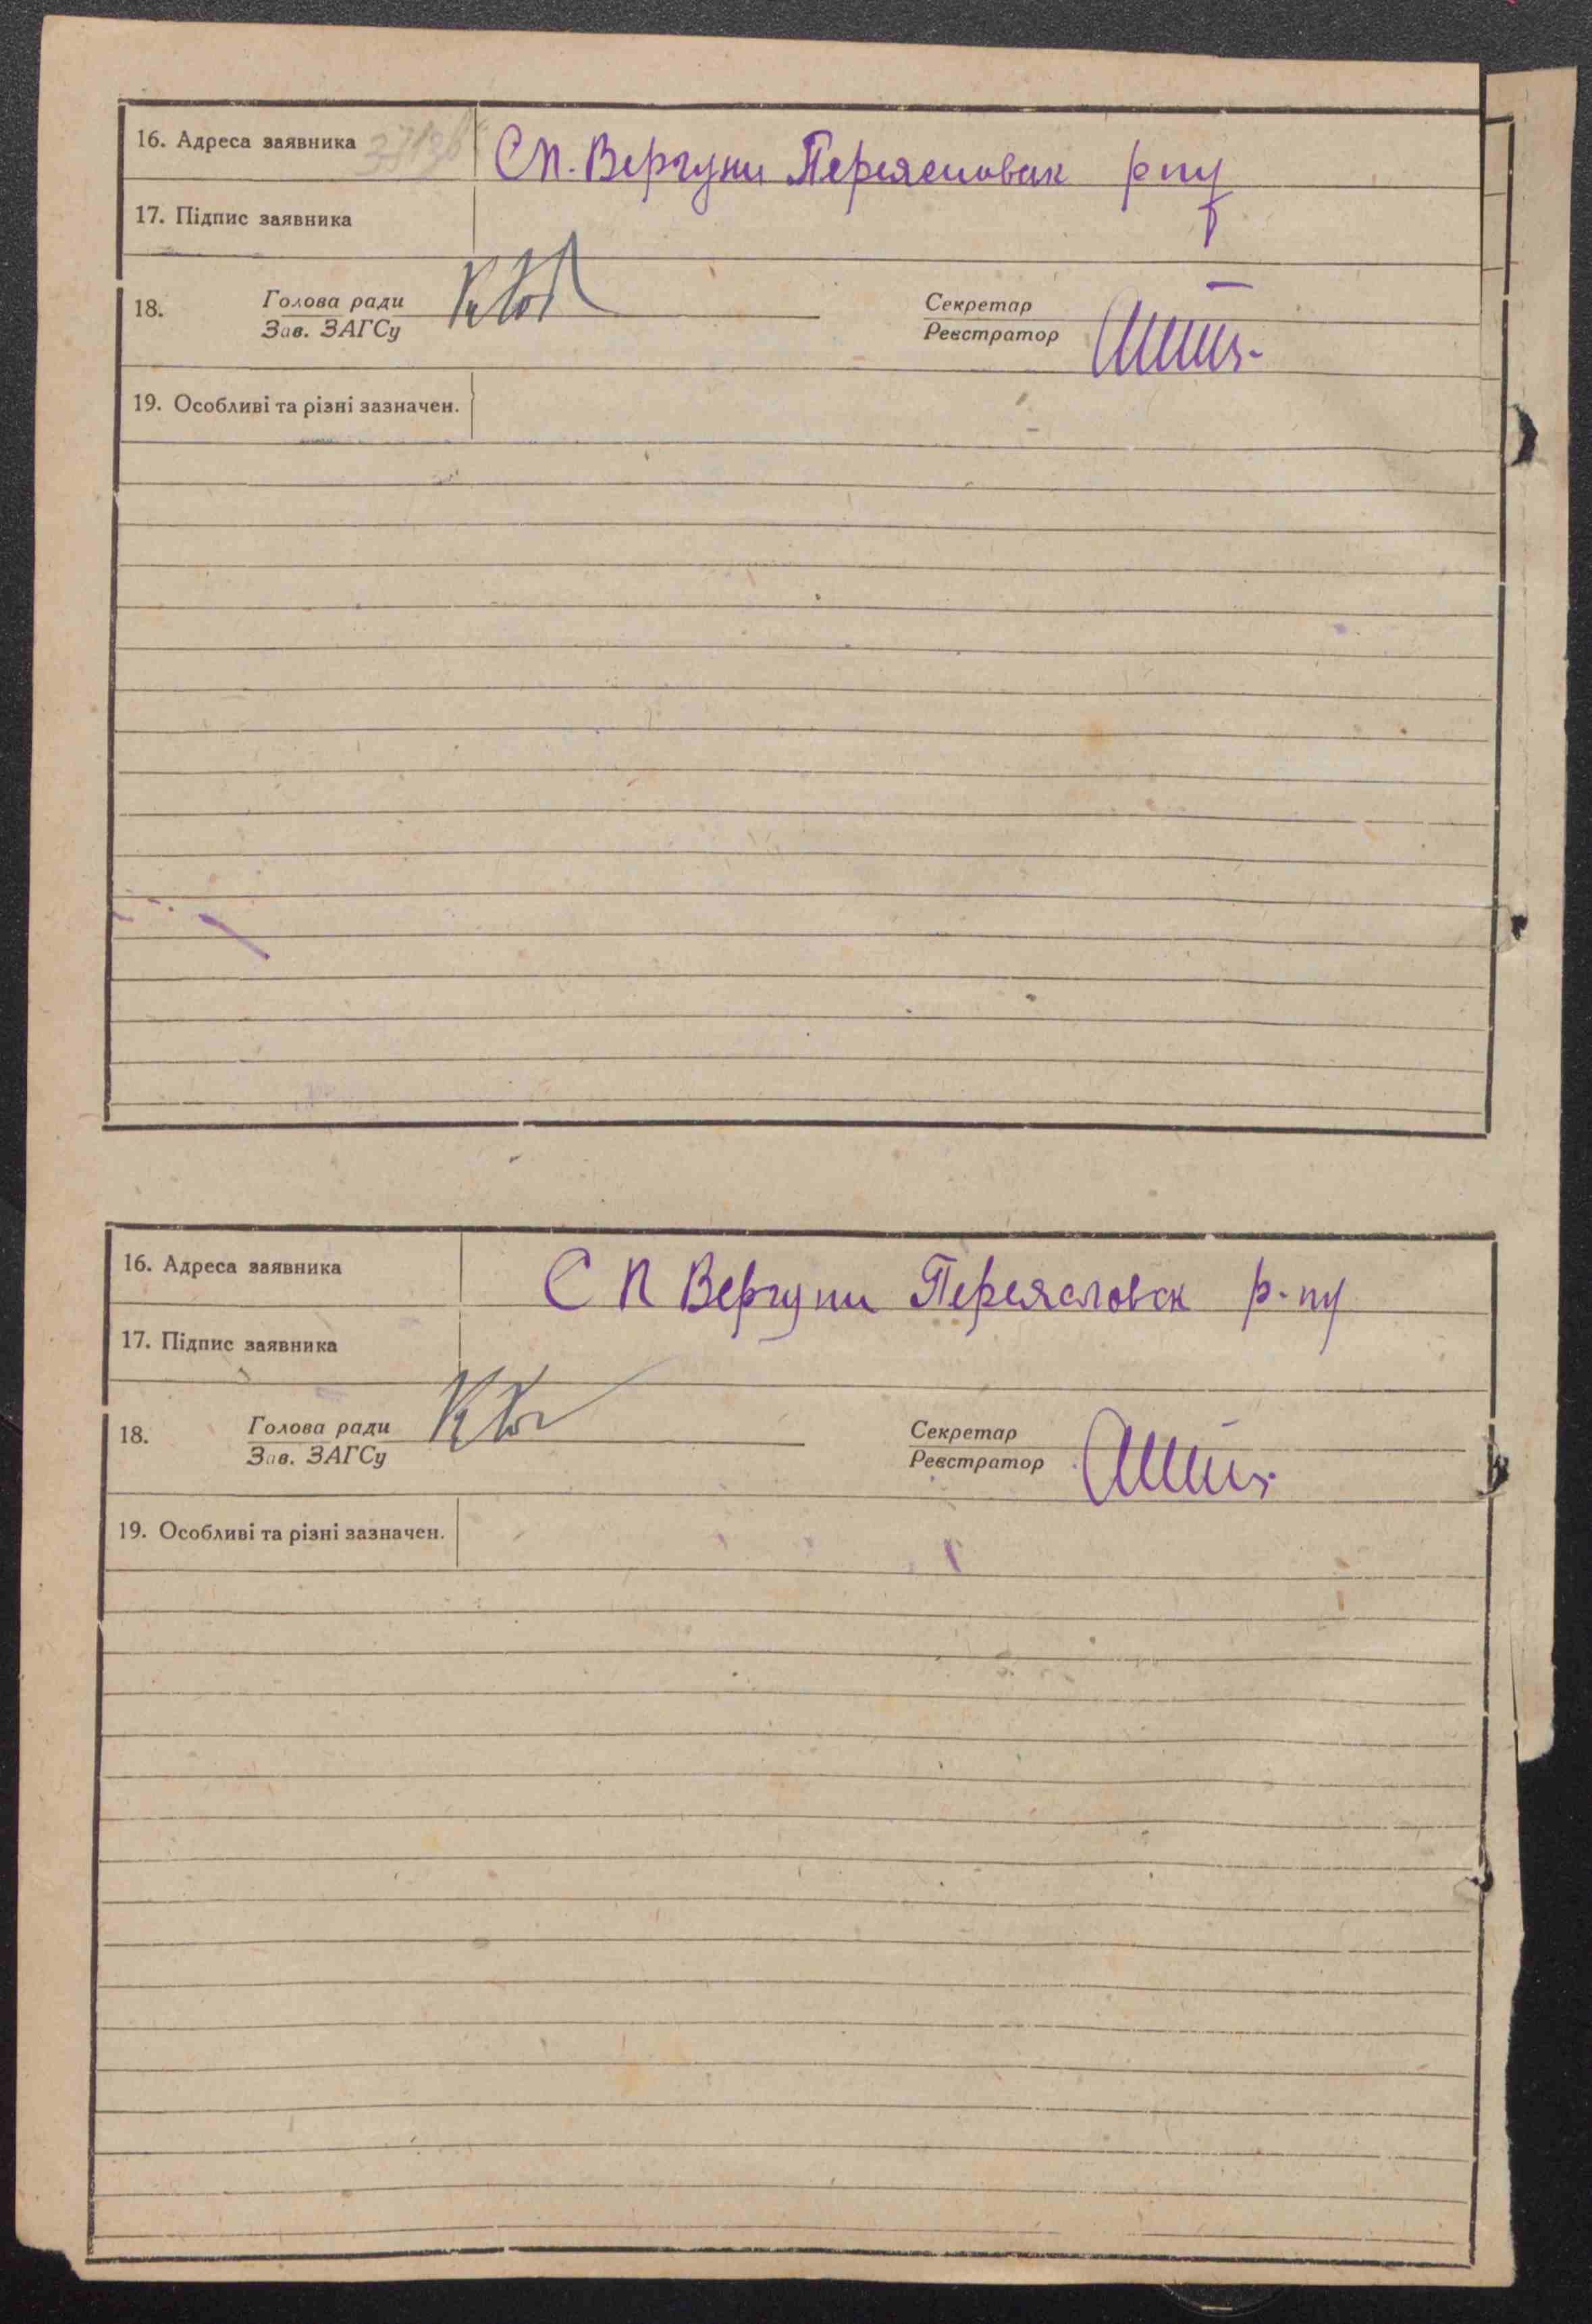 16. Адреса заявника СП. Вергуни Переяславск р ну
17. Підпис заявника
18. Голова ради Секретар
Зав. ЗАГСу Реєстратор
19. Особливі та різні зазначен.
16. Адреса заявника С П Вергуни Переясловск р-ну
17. Підпис заявника
18. Голова ради Секретар
Зав. ЗАГСу Реєстратор
19. Особливі та різні зазначен.